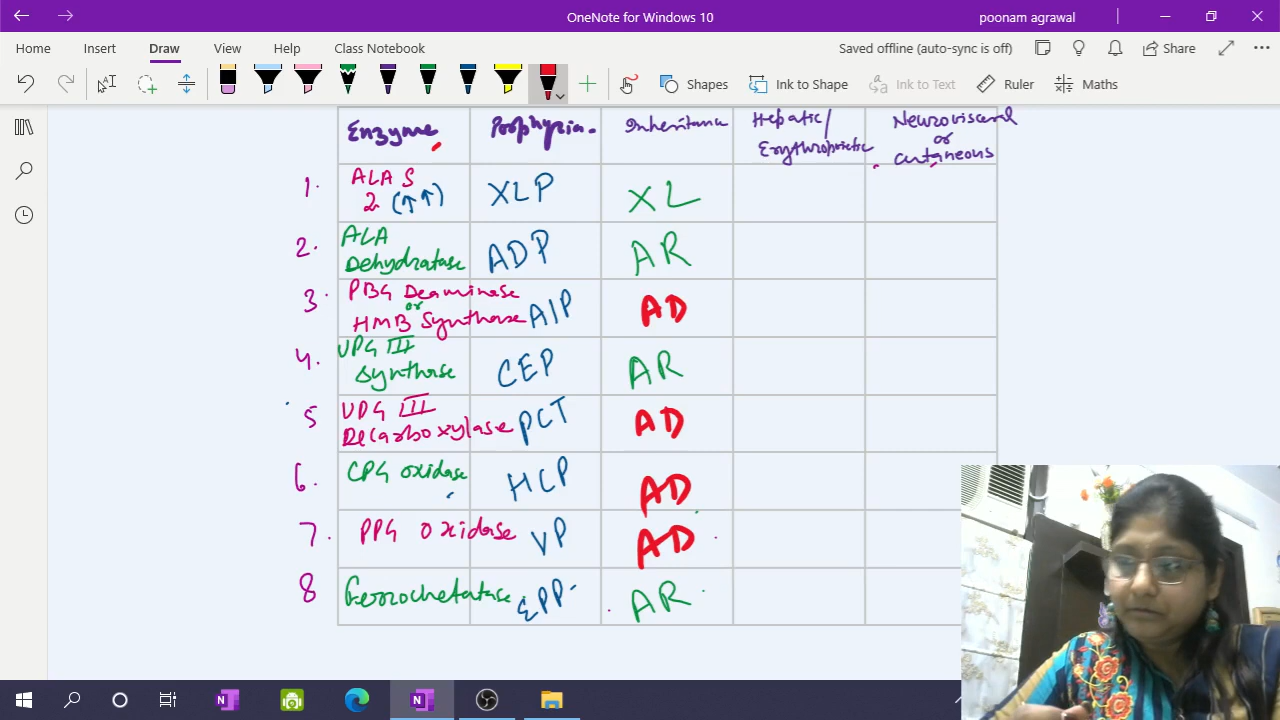 OneNote for Windows 10
poonam agrawal
Home Insert Draw View Help Class Notebook
Saved offline (auto-sync is off)
Share
Shapes
Ink to Shape
Ink to Text
Ruler
Maths
Enzyme
Porphyria
Inheritance
Hepatic/
Erythropoietic
Neurovisceral
or
cutaneous
1. ALA S
2 (↑↑)
XLP
XL
2. ALA
Dehydratase
ADP
AR
3. PBG Deaminase
or
HMB Synthase
AIP
AD
4. UPG III
Synthase
CEP
AR
5 UPG III
Decarboxylase
PCT
AD
6. CPG oxidase
HCP
AD
7. PPG oxidase
VP
AD
8 Ferrochetatase
EPP
AR